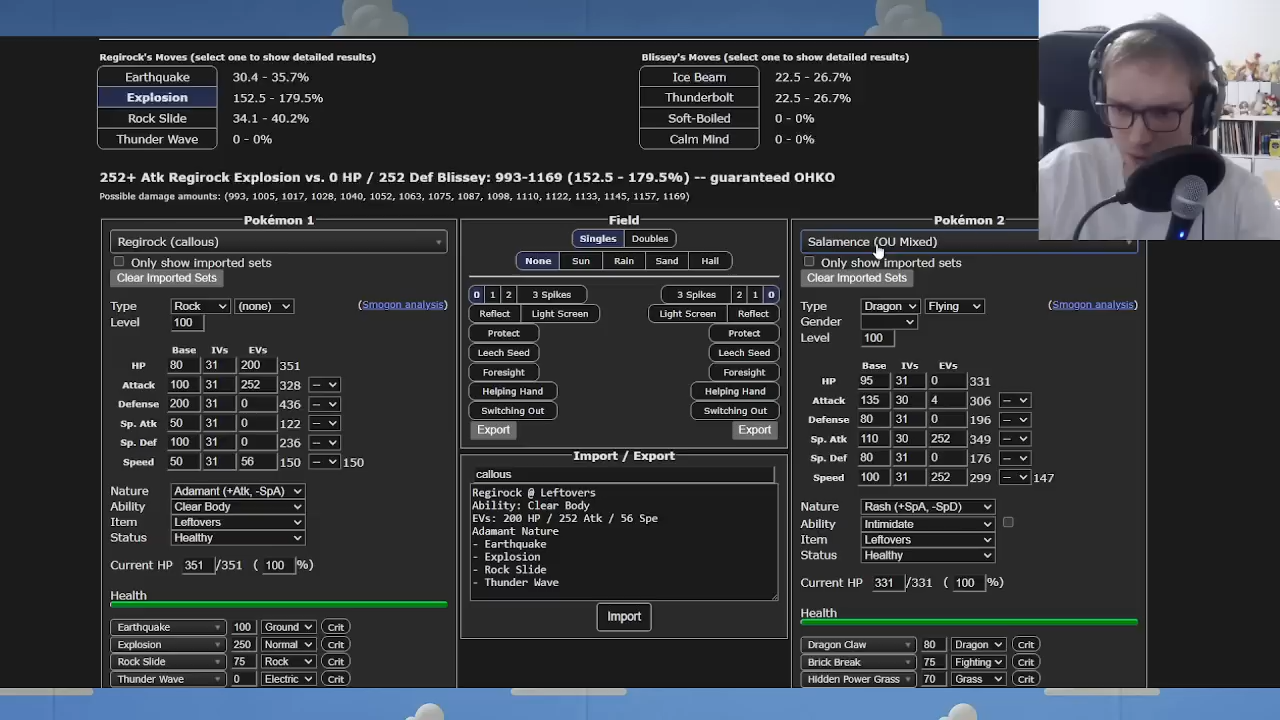 Regirock's Moves (select one to show detailed results)
Earthquake 30.4 - 35.7%
Explosion 152.5 - 179.5%
Rock Slide 34.1 - 40.2%
Thunder Wave 0 - 0%
Blissey's Moves (select one to show detailed results)
Ice Beam 22.5 - 26.7%
Thunderbolt 22.5 - 26.7%
Soft-Boiled 0 - 0%
Calm Mind 0 - 0%
252+ Atk Regirock Explosion vs. 0 HP / 252 Def Blissey: 993-1169 (152.5 - 179.5%) -- guaranteed OHKO
Possible damage amounts: (993, 1005, 1017, 1028, 1040, 1052, 1063, 1075, 1087, 1098, 1110, 1122, 1133, 1145, 1157, 1169)
Pokémon 1
Regirock (callous)
Only show imported sets
Clear Imported Sets
Type Rock (none) (Smogon analysis)
Level 100
Base IVs EVs
HP 80 31 200 351
Attack 100 31 252 328 --
Defense 200 31 0 436 --
Sp. Atk 50 31 0 122 --
Sp. Def 100 31 0 236 --
Speed 50 31 56 150 -- 150
Nature Adamant (+Atk, -SpA)
Ability Clear Body
Item Leftovers
Status Healthy
Current HP 351 /351 ( 100 %)
Health
Earthquake 100 Ground Crit
Explosion 250 Normal Crit
Rock Slide 75 Rock Crit
Thunder Wave 0 Electric Crit
Field
Singles Doubles
None Sun Rain Sand Hall
0 1 2 3 Spikes 3 Spikes 2 1 0
Reflect Light Screen Light Screen Reflect
Protect Protect
Leech Seed Leech Seed
Foresight Foresight
Helping Hand Helping Hand
Switching Out Switching Out
Export Export
Import / Export
callous
Regirock @ Leftovers
Ability: Clear Body
EVs: 200 HP / 252 Atk / 56 Spe
Adamant Nature
- Earthquake
- Explosion
- Rock Slide
- Thunder Wave
Import
Pokémon 2
Salamence (OU Mixed)
Only show imported sets
Clear Imported Sets
Type Dragon Flying (Smogon analysis)
Gender
Level 100
Base IVs EVs
HP 95 31 0 331
Attack 135 30 4 306 --
Defense 80 31 0 196 --
Sp. Atk 110 30 252 349 --
Sp. Def 80 31 0 176 --
Speed 100 31 252 299 -- 147
Nature Rash (+SpA, -SpD)
Ability Intimidate
Item Leftovers
Status Healthy
Current HP 331 /331 ( 100 %)
Health
Dragon Claw 80 Dragon Crit
Brick Break 75 Fighting Crit
Hidden Power Grass 70 Grass Crit